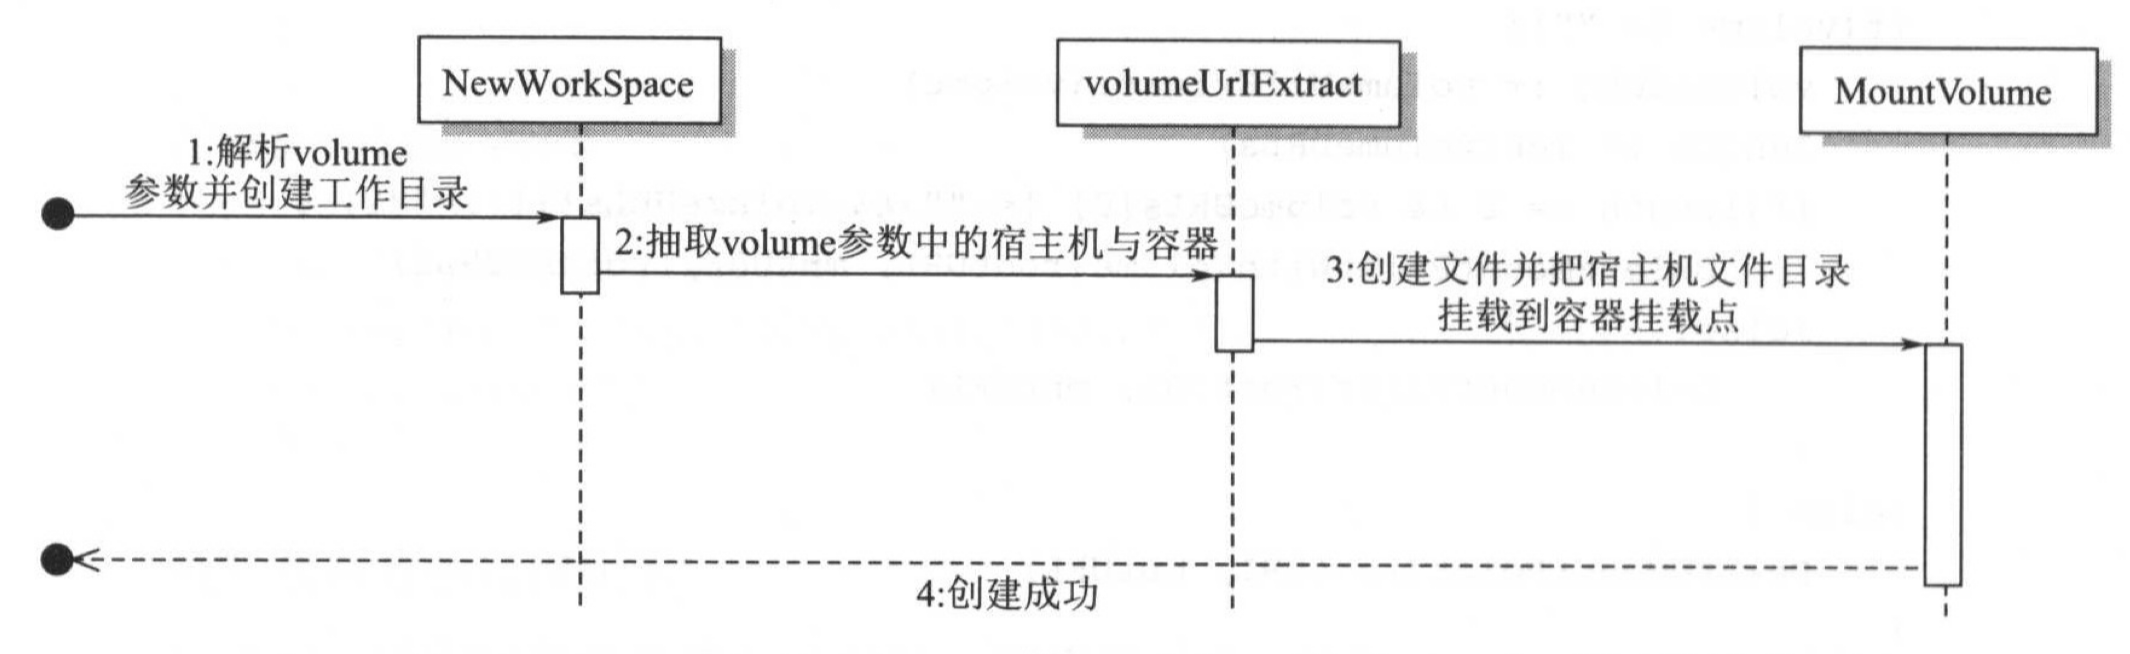 NewWorkSpace
volumeUrlExtract
MountVolume
1:解析volume
参数并创建工作目录
2:抽取volume参数中的宿主机与容器
3:创建文件并把宿主机文件目录
挂载到容器挂载点
4:创建成功